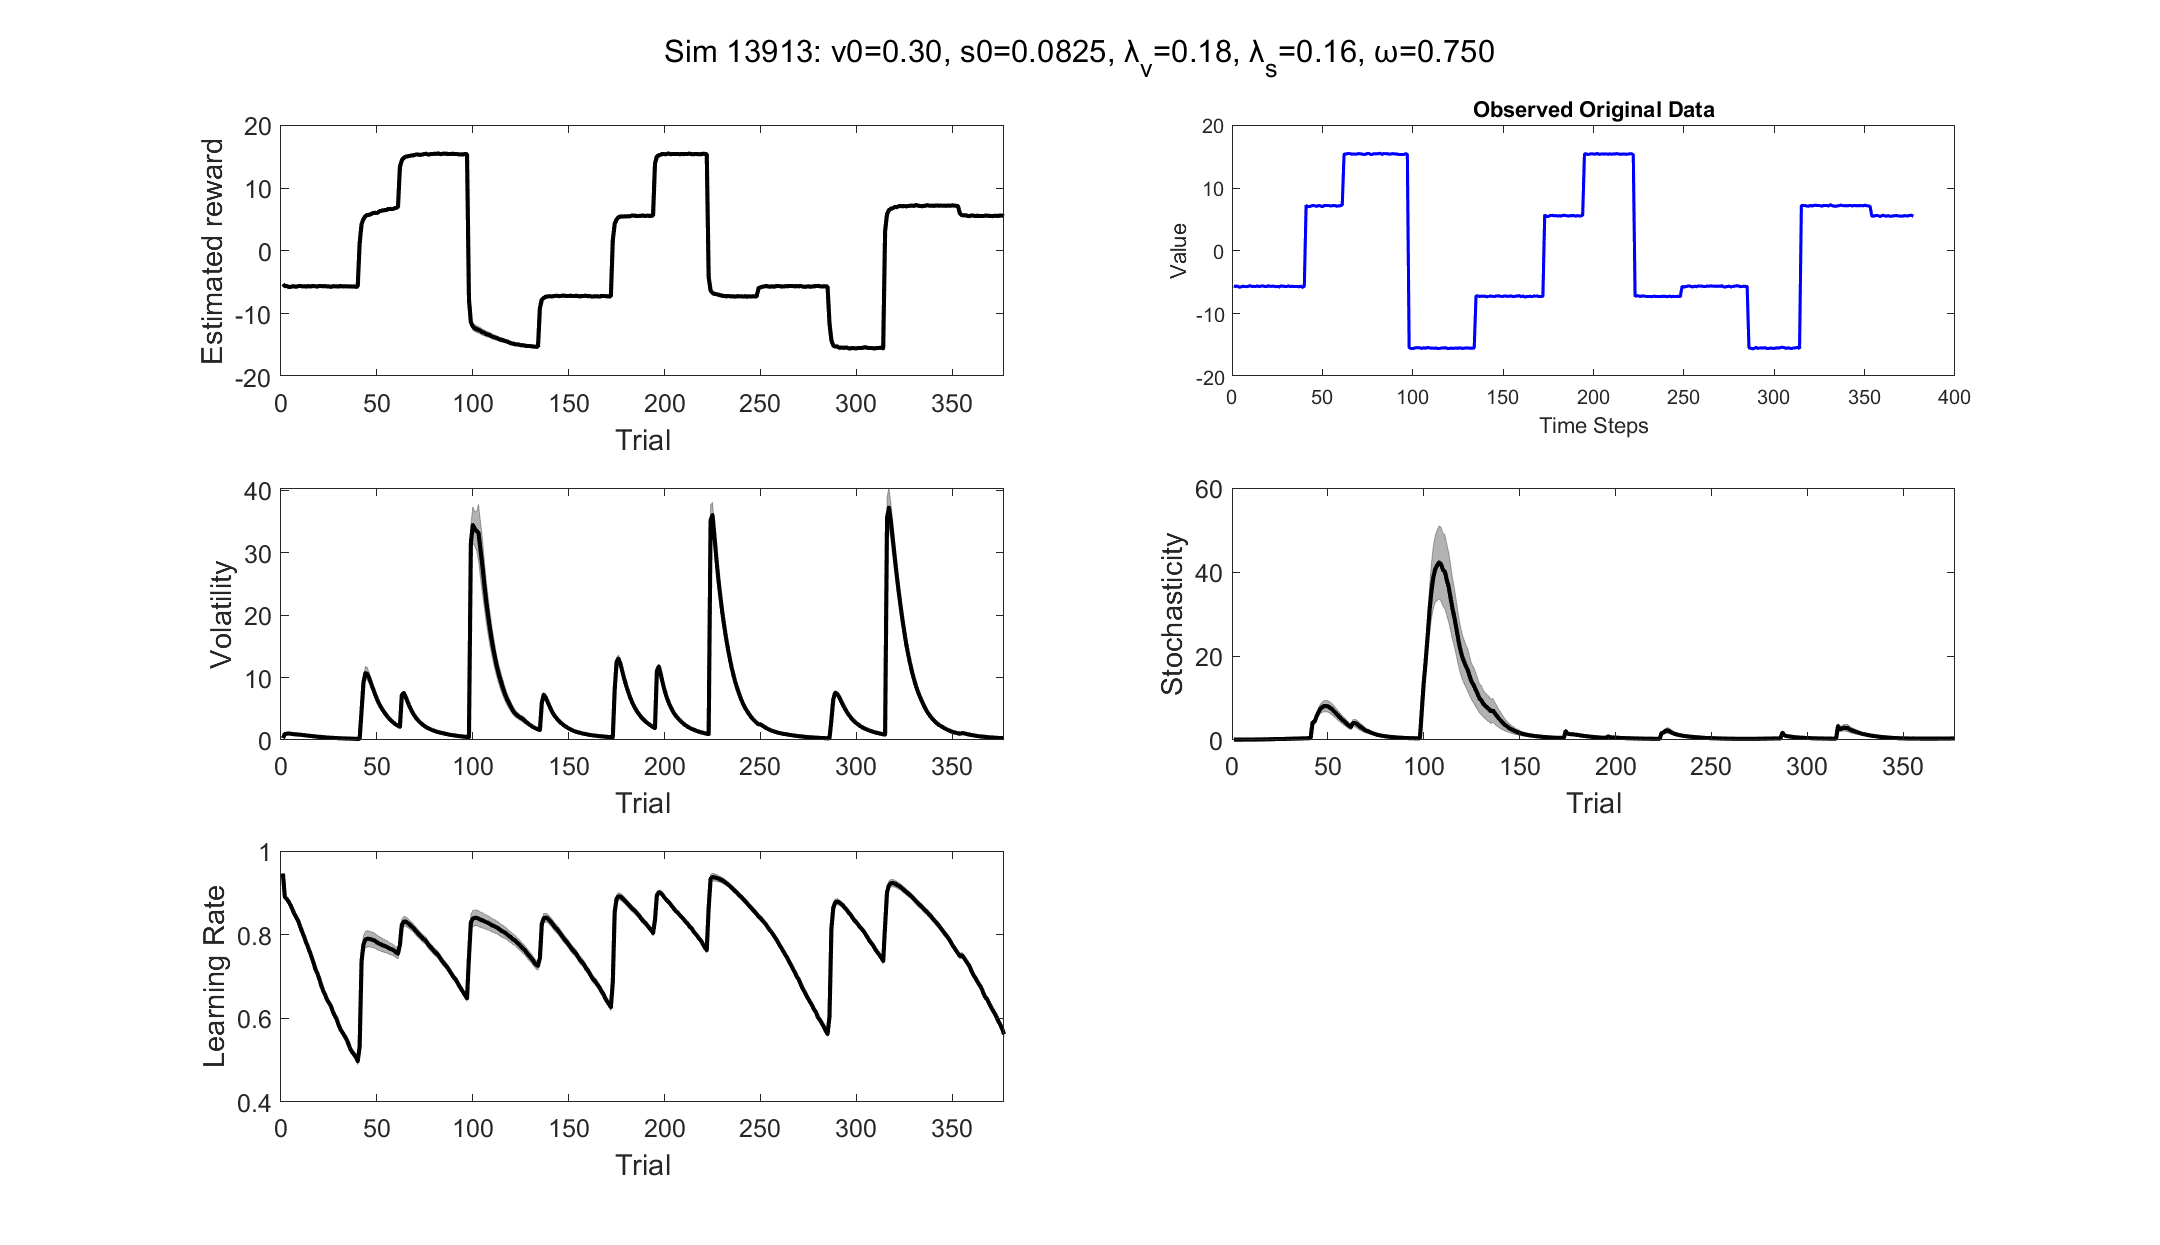 Sim 13913: v0=0.30, s0=0.0825, λv=0.18, λs=0.16, ω=0.750
Estimated reward
20
10
0
-10
-20
0 50 100 150 200 250 300 350
Trial
Observed Original Data
Value
20
10
0
-10
-20
0 50 100 150 200 250 300 350 400
Time Steps
Volatility
40
30
20
10
0
0 50 100 150 200 250 300 350
Trial
Stochasticity
60
40
20
0
0 50 100 150 200 250 300 350
Trial
Learning Rate
1
0.8
0.6
0.4
0 50 100 150 200 250 300 350
Trial